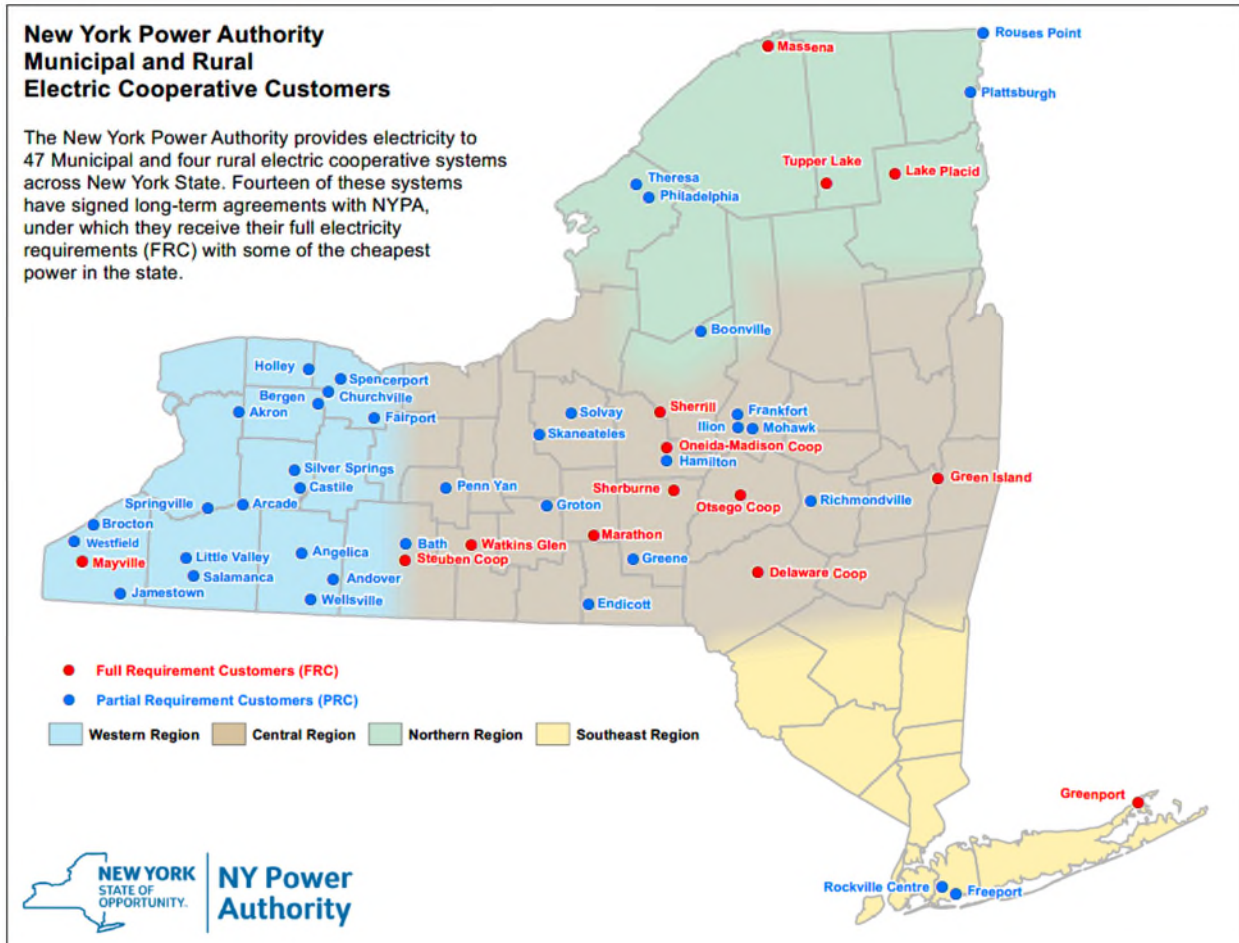 New York Power Authority
Municipal and Rural
Electric Cooperative Customers
The New York Power Authority provides electricity to
47 Municipal and four rural electric cooperative systems
across New York State. Fourteen of these systems
have signed long-term agreements with NYPA,
under which they receive their full electricity
requirements (FRC) with some of the cheapest
power in the state.
Rouses Point
Massena
Plattsburgh
Tupper Lake
Lake Placid
Theresa
Philadelphia
Boonville
Holley
Spencerport
Bergen
Churchville
Akron
Fairport
Solvay
Sherrill
Frankfort
Skaneateles
Ilion
Mohawk
Oneida-Madison Coop
Hamilton
Silver Springs
Castile
Penn Yan
Sherburne
Green Island
Springville
Arcade
Groton
Otsego Coop
Richmondville
Brocton
Westfield
Mayville
Little Valley
Angelica
Bath
Watkins Glen
Marathon
Steuben Coop
Greene
Salamanca
Andover
Delaware Coop
Jamestown
Wellsville
Endicott
Full Requirement Customers (FRC)
Partial Requirement Customers (PRC)
Western Region
Central Region
Northern Region
Southeast Region
Greenport
Rockville Centre
Freeport
NEW YORK
STATE OF
OPPORTUNITY.
NY Power
Authority